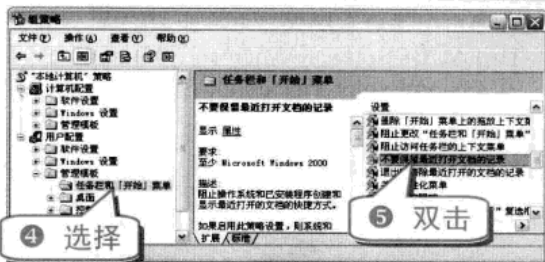 组策略
文件(F) 操作(A) 查看(V) 帮助(H)
“本地计算机” 策略
计算机配置
软件设置
Windows 设置
管理模板
用户配置
软件设置
Windows 设置
管理模板
任务栏和「开始」菜单
桌面
4 选择
任务栏和「开始」菜单
不要保留最近打开文档的记录
显示 属性
要求:
至少 Microsoft Windows 2000
描述:
阻止操作系统和已安装程序创建和
显示最近打开的文档的快捷方式。
如果启用此策略设置，则系统和
扩展 标准
设置
删除「开始」菜单上的拖放上下文菜
阻止更改“任务栏和「开始」菜单”
阻止访问任务栏的上下文菜单
不要保留最近打开文档的记录
退出时清除最近打开的文档的记录
化菜单
5 双击